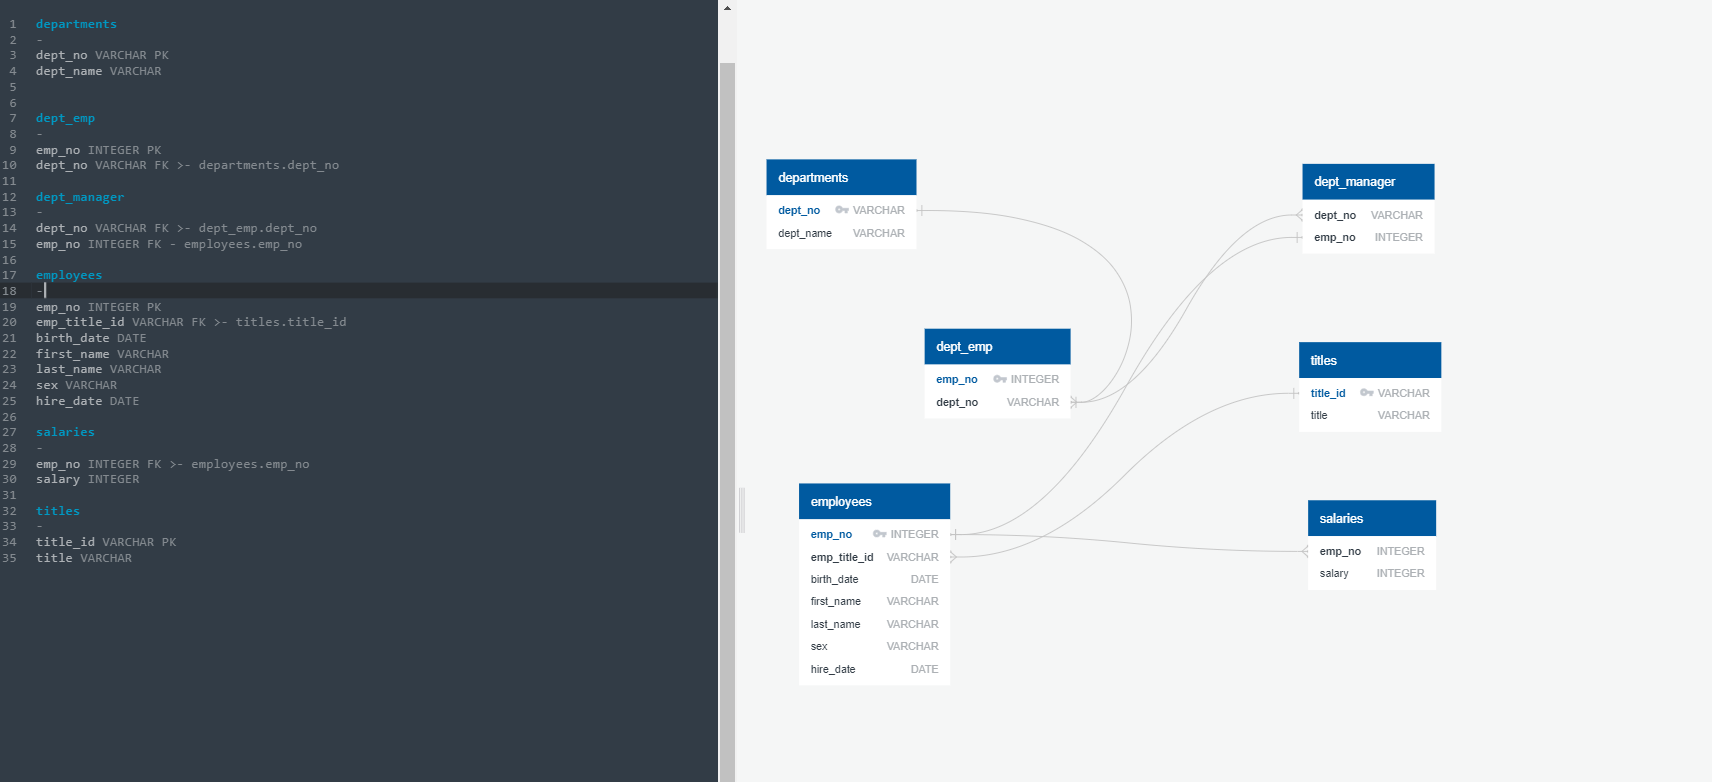 1 departments
2 -
3 dept_no VARCHAR PK
4 dept_name VARCHAR
5
6
7 dept_emp
8 -
9 emp_no INTEGER PK
10 dept_no VARCHAR FK >- departments.dept_no
11
12 dept_manager
13 -
14 dept_no VARCHAR FK >- dept_emp.dept_no
15 emp_no INTEGER FK - employees.emp_no
16
17 employees
18 -
19 emp_no INTEGER PK
20 emp_title_id VARCHAR FK >- titles.title_id
21 birth_date DATE
22 first_name VARCHAR
23 last_name VARCHAR
24 sex VARCHAR
25 hire_date DATE
26
27 salaries
28 -
29 emp_no INTEGER FK >- employees.emp_no
30 salary INTEGER
31
32 titles
33 -
34 title_id VARCHAR PK
35 title VARCHAR
departments
dept_no VARCHAR
dept_name VARCHAR
dept_manager
dept_no VARCHAR
emp_no INTEGER
dept_emp
emp_no INTEGER
dept_no VARCHAR
titles
title_id VARCHAR
title VARCHAR
employees
emp_no INTEGER
emp_title_id VARCHAR
birth_date DATE
first_name VARCHAR
last_name VARCHAR
sex VARCHAR
hire_date DATE
salaries
emp_no INTEGER
salary INTEGER